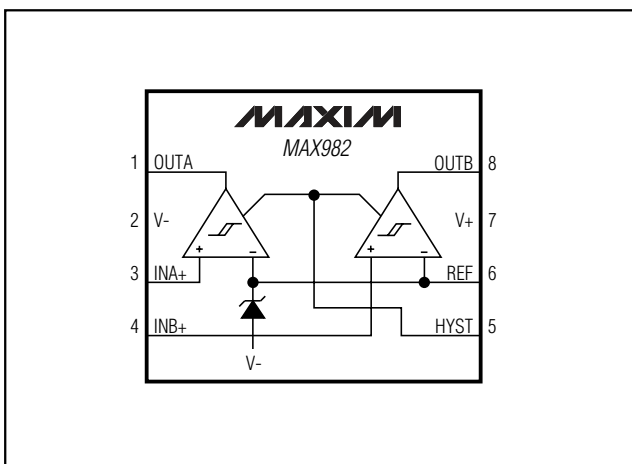 MAXIM
MAX982
1 OUTA
OUTB 8
2 V-
V+ 7
+ - + -
3 INA+
REF 6
4 INB+
HYST 5
V-